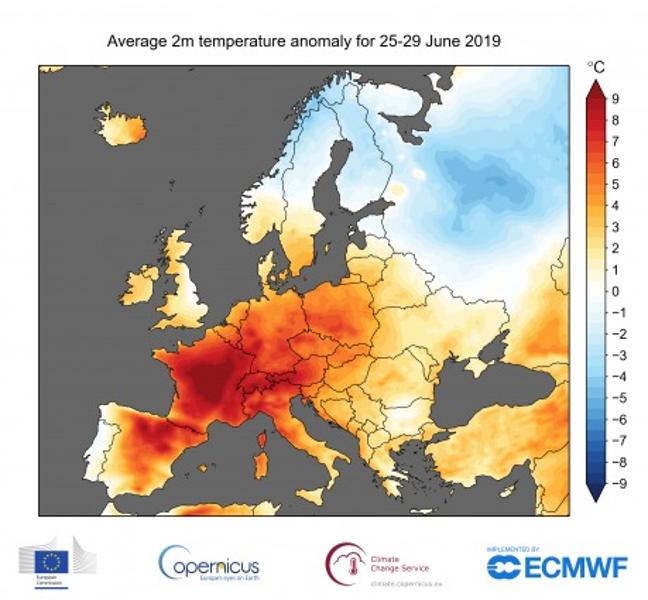 Average 2m temperature anomaly for 25-29 June 2019
°C
9
8
7
6
5
4
3
2
1
0
−1
−2
−3
−4
−5
−6
−7
−8
−9
European
Commission
Copernicus
Europe's eyes on Earth
Climate
Change Service
climate.copernicus.eu
IMPLEMENTED BY
ECMWF